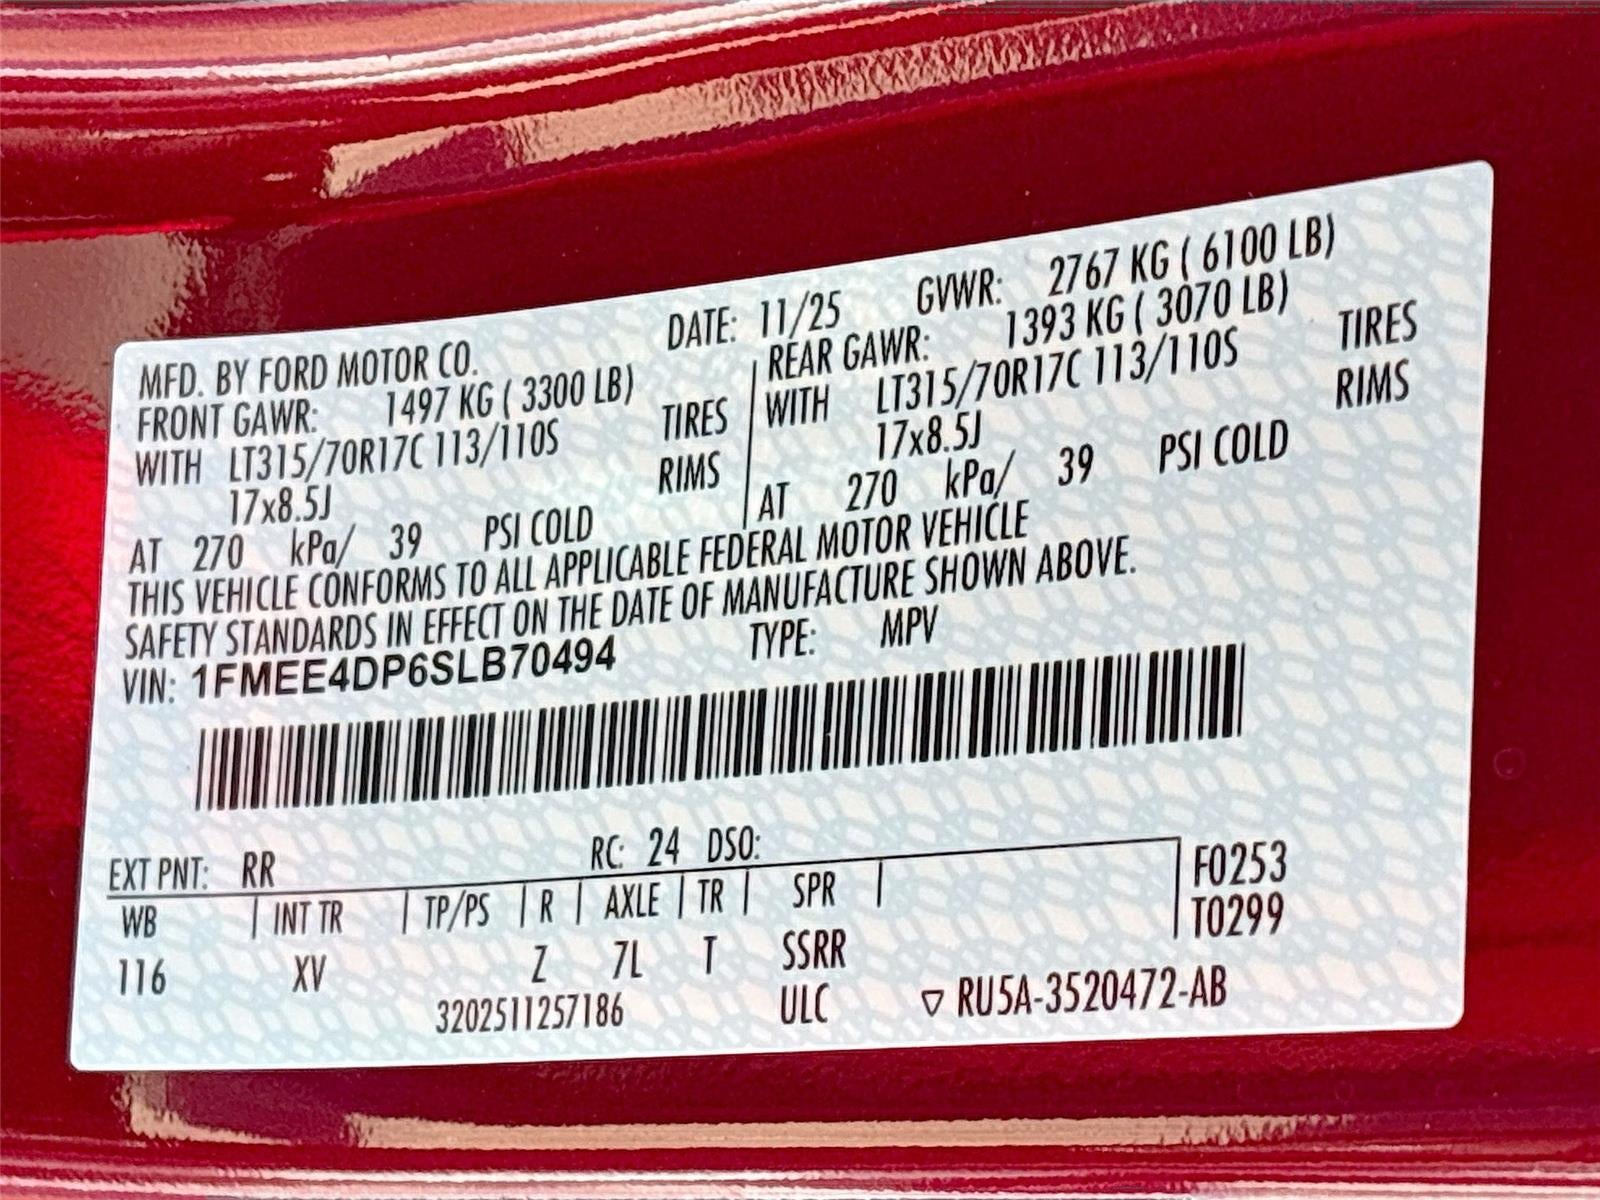 MFD. BY FORD MOTOR CO. DATE: 11/25 GVWR: 2767 KG ( 6100 LB)
FRONT GAWR: 1497 KG ( 3300 LB) REAR GAWR: 1393 KG ( 3070 LB)
WITH LT315/70R17C 113/110S TIRES WITH LT315/70R17C 113/110S TIRES
17x8.5J RIMS 17x8.5J RIMS
AT 270 kPa/ 39 PSI COLD AT 270 kPa/ 39 PSI COLD
THIS VEHICLE CONFORMS TO ALL APPLICABLE FEDERAL MOTOR VEHICLE
SAFETY STANDARDS IN EFFECT ON THE DATE OF MANUFACTURE SHOWN ABOVE.
VIN: 1FMEE4DP6SLB70494 TYPE: MPV
EXT PNT: RR RC: 24 DSO: F0253
WB INT TR TP/PS R AXLE TR SPR T0299
116 XV Z 7L T SSRR
3202511257186 ULC ▽ RU5A-3520472-AB